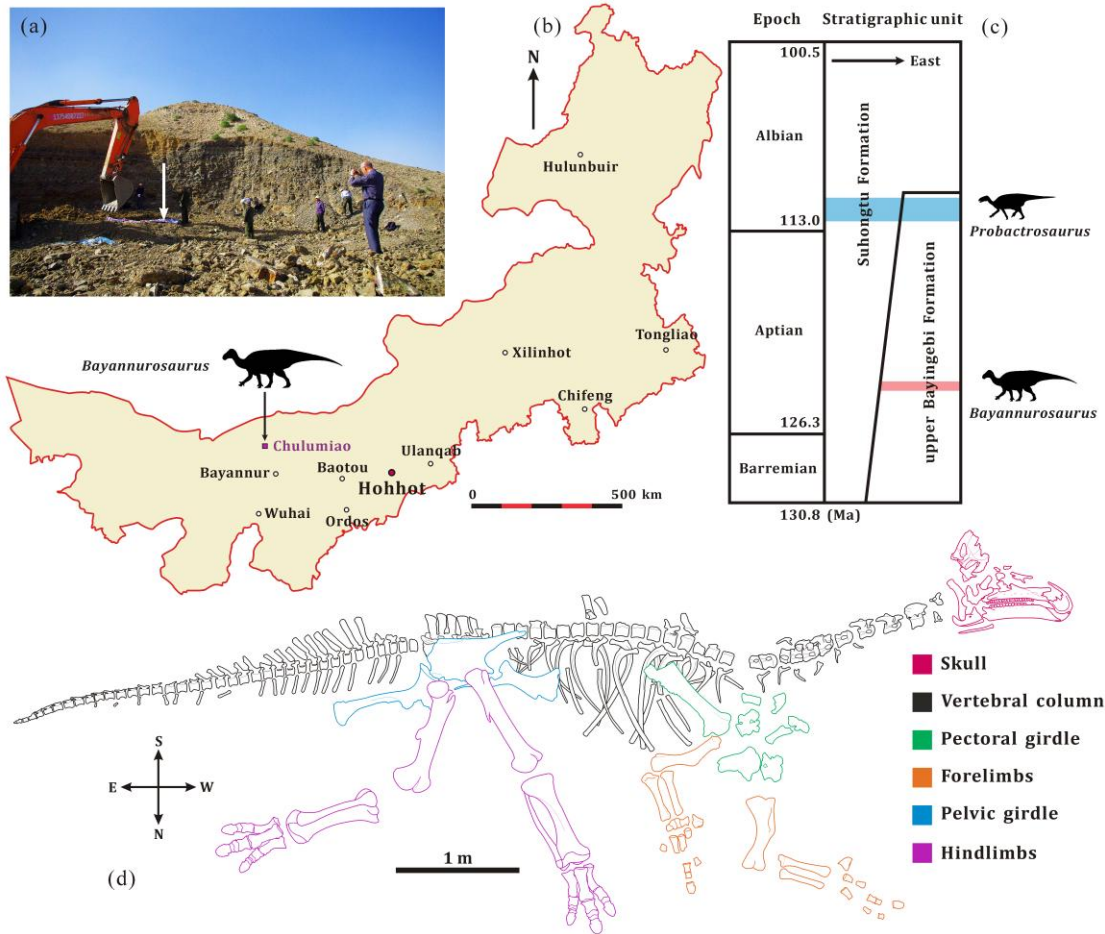 (a)
(b)
N
Hulunbuir
Xilinhot
Tongliao
Chifeng
Bayannurosaurus
Chulumiao
Bayannur
Baotou
Ulanqab
Hohhot
Wuhai
Ordos
0 500 km
Epoch Stratigraphic unit (c)
100.5
East
Albian
113.0
Aptian
126.3
Barremian
130.8 (Ma)
Suhongtu Formation
upper Bayingebi Formation
Probactrosaurus
Bayannurosaurus
Skull
Vertebral column
Pectoral girdle
Forelimbs
Pelvic girdle
Hindlimbs
S
E W
N
1 m
(d)